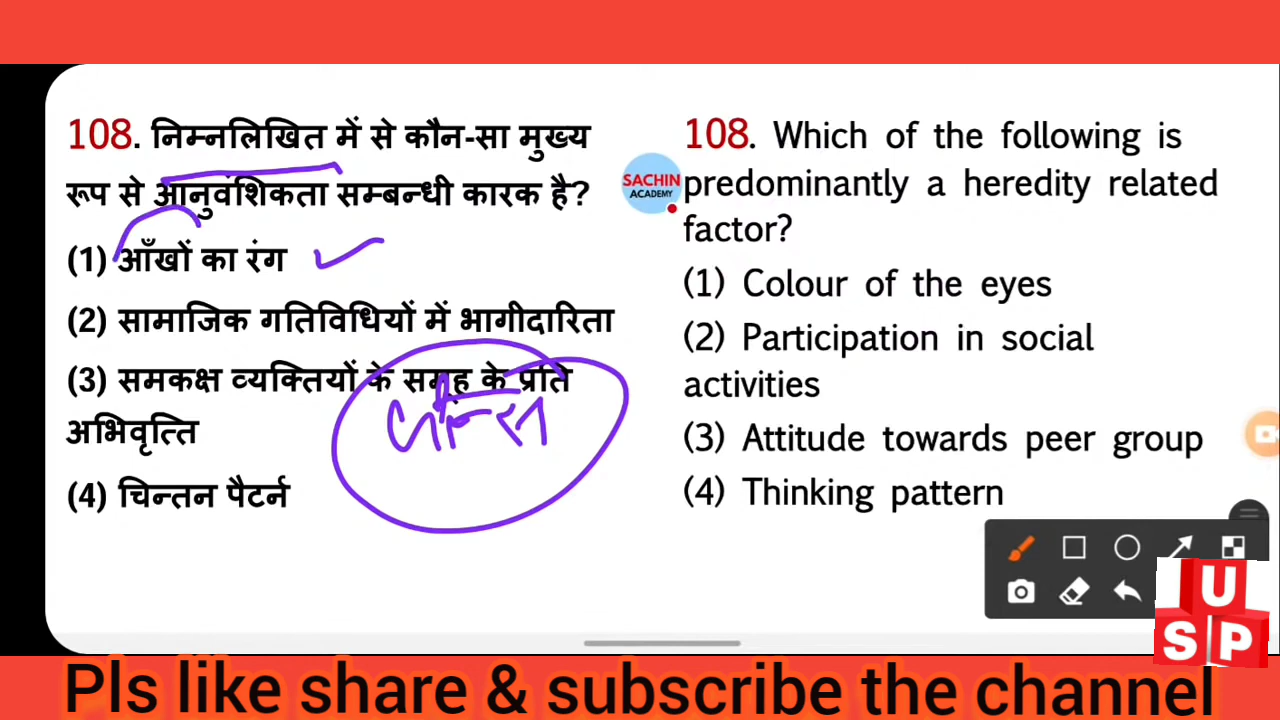 108. निम्नलिखित में से कौन-सा मुख्य
रूप से आनुवंशिकता सम्बन्धी कारक है?
(1) आँखों का रंग
(2) सामाजिक गतिविधियों में भागीदारिता
(3) समकक्ष व्यक्तियों के समूह के प्रति
अभिवृत्ति
(4) चिन्तन पैटर्न
SACHIN
ACADEMY
108. Which of the following is
predominantly a heredity related
factor?
(1) Colour of the eyes
(2) Participation in social
activities
(3) Attitude towards peer group
(4) Thinking pattern
U
S P
Pls like share & subscribe the channel